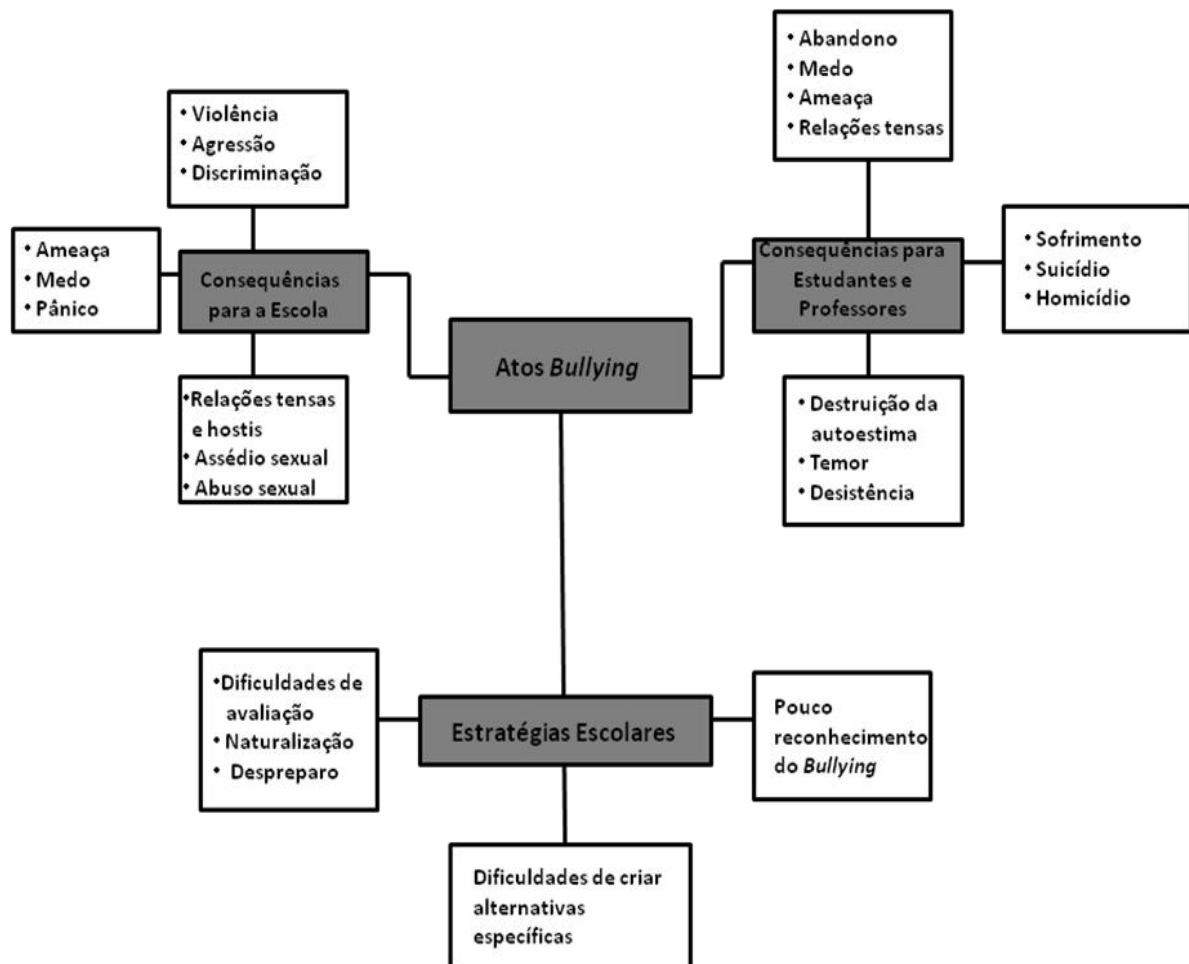 • Violência
• Agressão
• Discriminação
• Ameaça
• Medo
• Pânico
Consequências
para a Escola
• Relações tensas
e hostis
• Assédio sexual
• Abuso sexual
• Abandono
• Medo
• Ameaça
• Relações tensas
Consequências para
Estudantes e
Professores
• Sofrimento
• Suicídio
• Homicídio
• Destruição da
autoestima
• Temor
• Desistência
Atos Bullying
• Dificuldades de
avaliação
• Naturalização
• Despreparo
Estratégias Escolares
Pouco
reconhecimento
do Bullying
Dificuldades de criar
alternativas
específicas